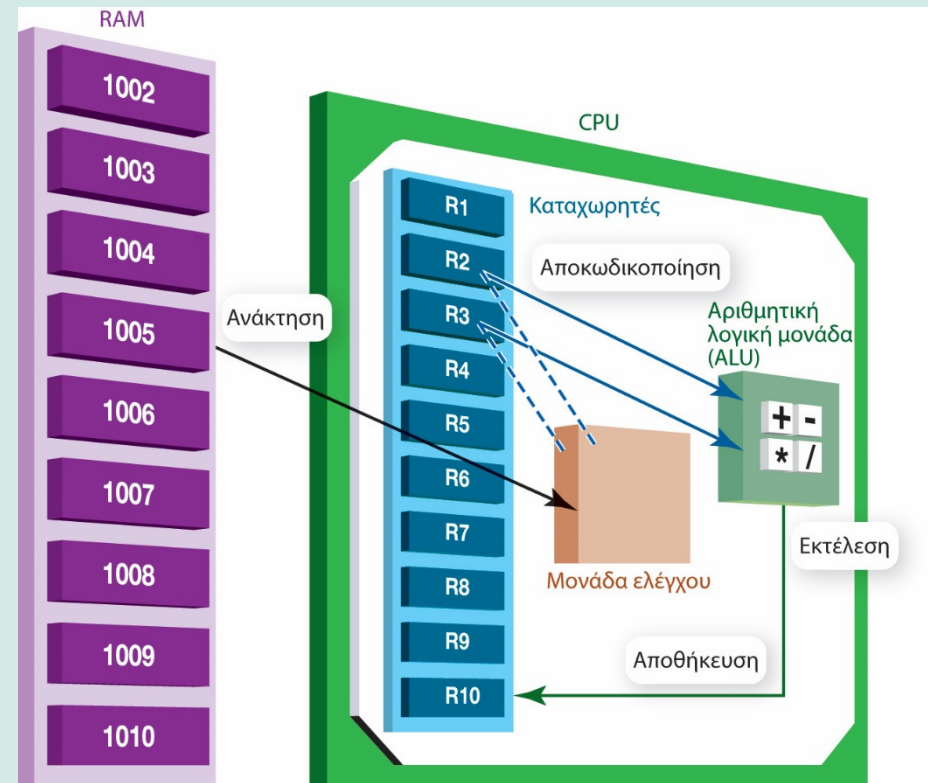 RAM
1002
1003
1004
1005
1006
1007
1008
1009
1010
Ανάκτηση
CPU
R1
R2
R3
R4
R5
R6
R7
R8
R9
R10
Καταχωρητές
Αποκωδικοποίηση
Αριθμητική
λογική μονάδα
(ALU)
+ -
* /
Μονάδα ελέγχου
Εκτέλεση
Αποθήκευση